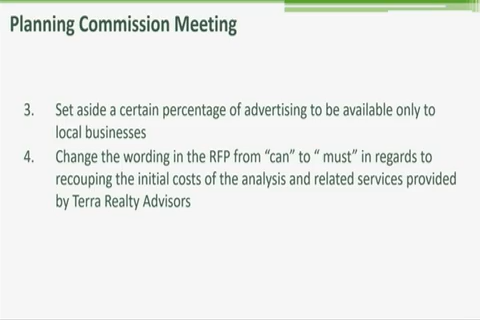 Planning Commission Meeting
3. Set aside a certain percentage of advertising to be available only to
local businesses
4. Change the wording in the RFP from “can” to “ must” in regards to
recouping the initial costs of the analysis and related services provided
by Terra Realty Advisors